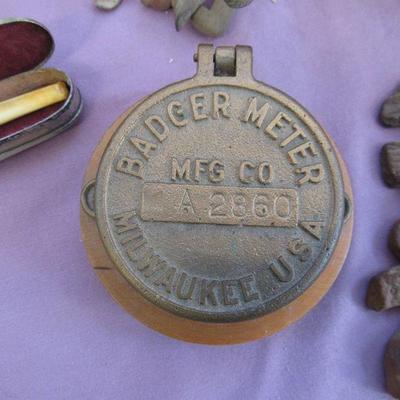 BADGER METER
MFG CO
A 2860
MILWAUKEE USA